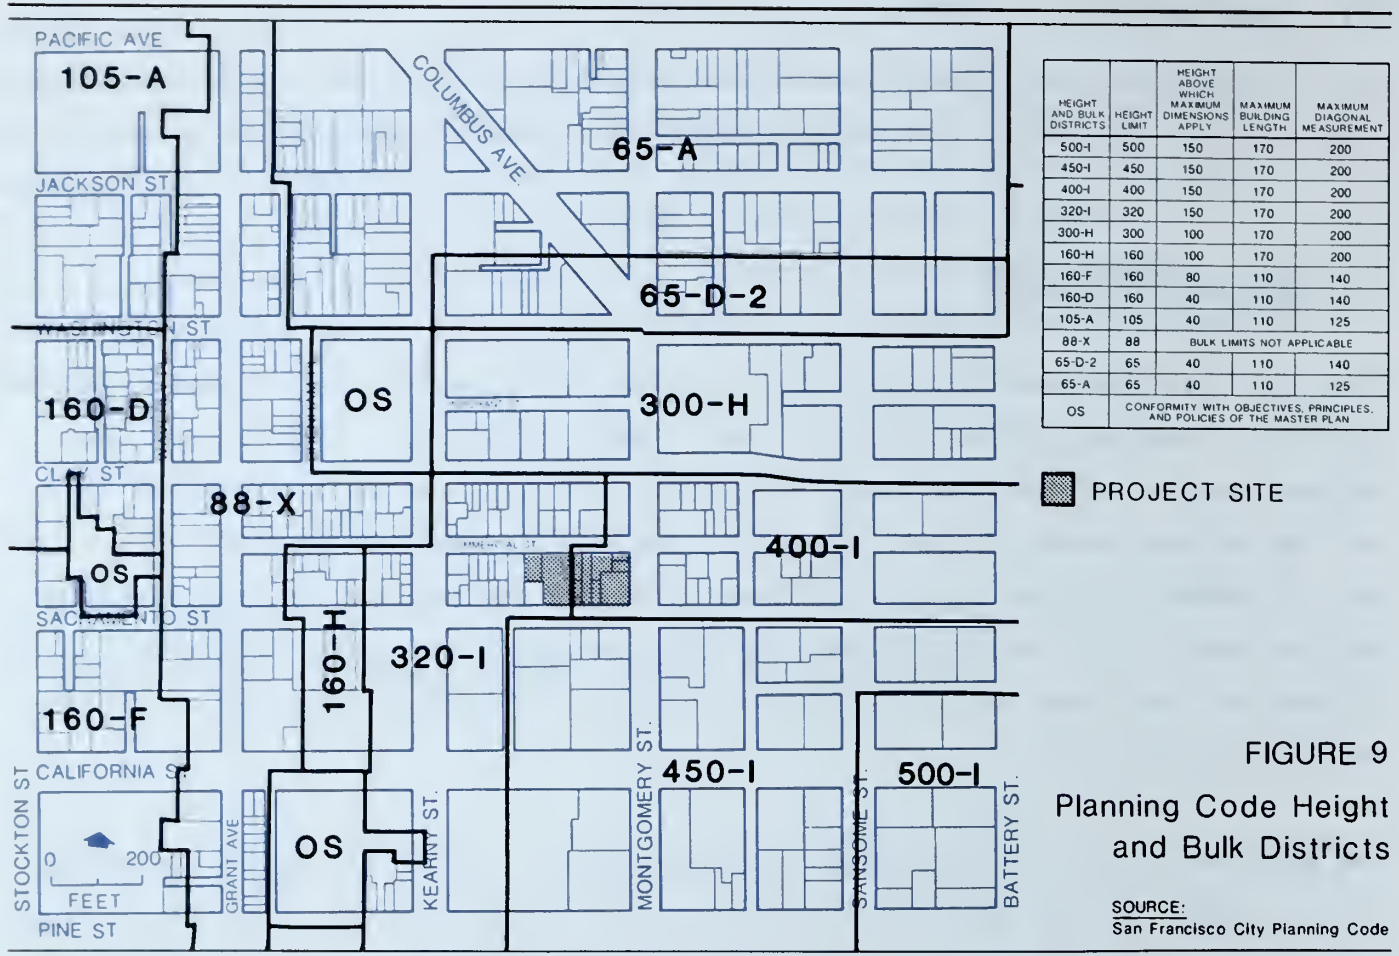 PACIFIC AVE
105-A
COLUMBUS AVE.
65-A
JACKSON ST
65-D-2
WASHINGTON ST
160-D
OS
300-H
CLAY ST
88-X
COMMERCIAL ST
400-I
OS
SACRAMENTO ST
160-H
320-I
160-F
CALIFORNIA ST
450-I
500-I
STOCKTON ST
GRANT AVE
OS
KEARNY ST.
MONTGOMERY ST.
SANSOME ST.
BATTERY ST.
0 200
FEET
PINE ST
HEIGHT AND BULK DISTRICTS | HEIGHT LIMIT | HEIGHT ABOVE WHICH MAXIMUM DIMENSIONS APPLY | MAXIMUM BUILDING LENGTH | MAXIMUM DIAGONAL MEASUREMENT
500-I 500 150 170 200
450-I 450 150 170 200
400-I 400 150 170 200
320-I 320 150 170 200
300-H 300 100 170 200
160-H 160 100 170 200
160-F 160 80 110 140
160-D 160 40 110 140
105-A 105 40 110 125
88-X 88 BULK LIMITS NOT APPLICABLE
65-D-2 65 40 110 140
65-A 65 40 110 125
OS CONFORMITY WITH OBJECTIVES, PRINCIPLES, AND POLICIES OF THE MASTER PLAN
PROJECT SITE
FIGURE 9
Planning Code Height
and Bulk Districts
SOURCE:
San Francisco City Planning Code